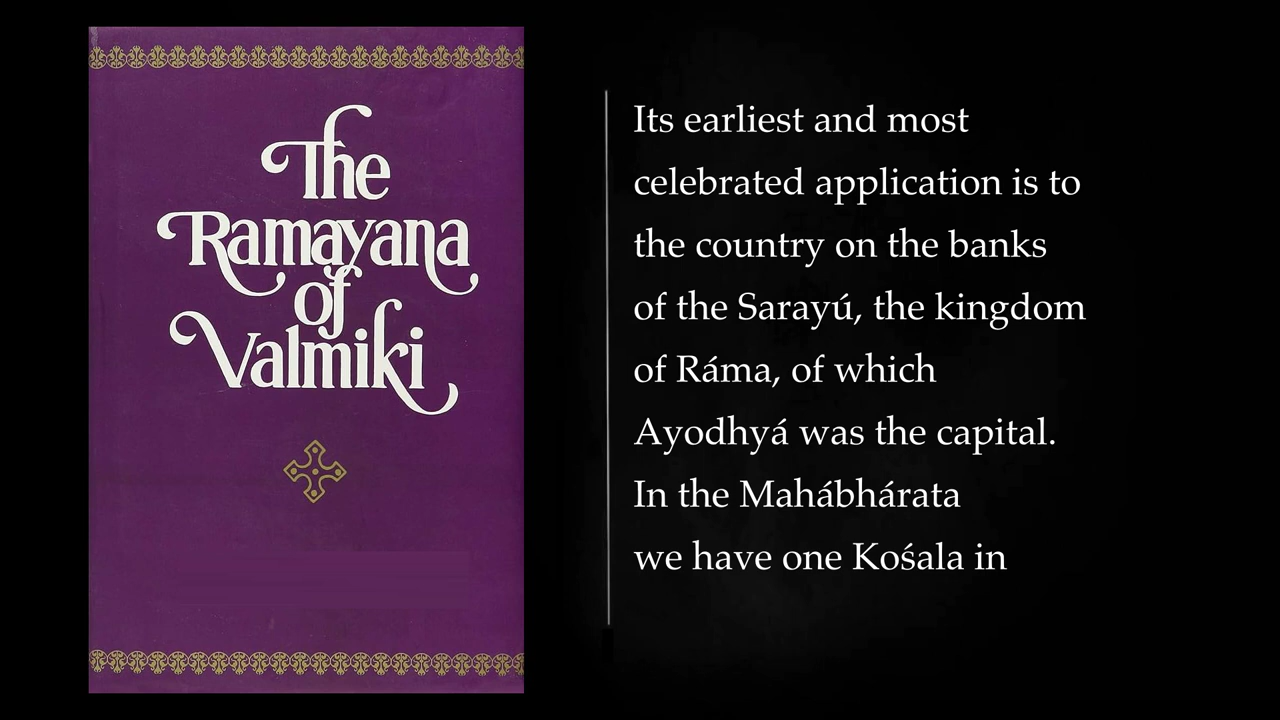 The
Ramayana
of
Valmiki
Its earliest and most
celebrated application is to
the country on the banks
of the Sarayú, the kingdom
of Ráma, of which
Ayodhyá was the capital.
In the Mahábhárata
we have one Kośala in